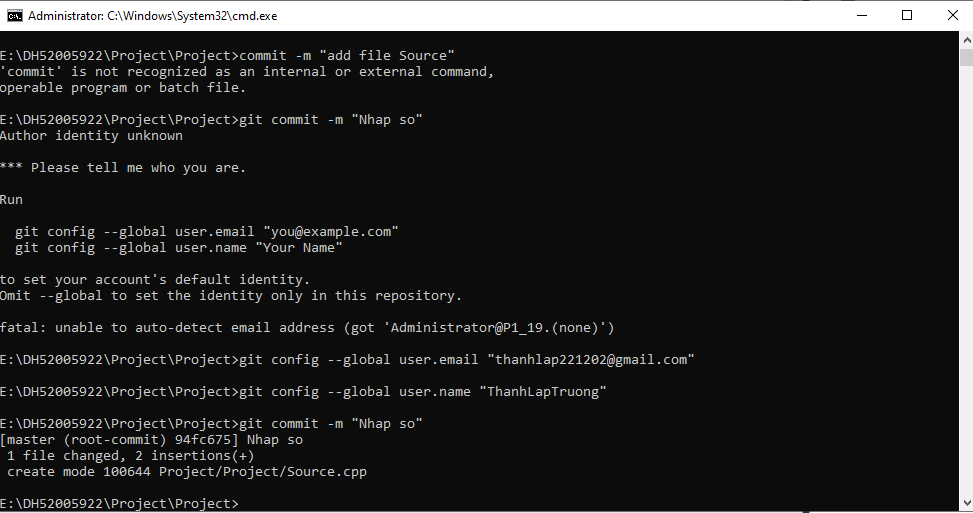 Administrator: C:\Windows\System32\cmd.exe
E:\DH52005922\Project\Project>commit -m "add file Source"
'commit' is not recognized as an internal or external command,
operable program or batch file.
E:\DH52005922\Project\Project>git commit -m "Nhap so"
Author identity unknown
*** Please tell me who you are.
Run
git config --global user.email "you@example.com"
git config --global user.name "Your Name"
to set your account's default identity.
Omit --global to set the identity only in this repository.
fatal: unable to auto-detect email address (got 'Administrator@P1_19.(none)')
E:\DH52005922\Project\Project>git config --global user.email "thanhlap221202@gmail.com"
E:\DH52005922\Project\Project>git config --global user.name "ThanhLapTruong"
E:\DH52005922\Project\Project>git commit -m "Nhap so"
[master (root-commit) 94fc675] Nhap so
1 file changed, 2 insertions(+)
create mode 100644 Project/Project/Source.cpp
E:\DH52005922\Project\Project>